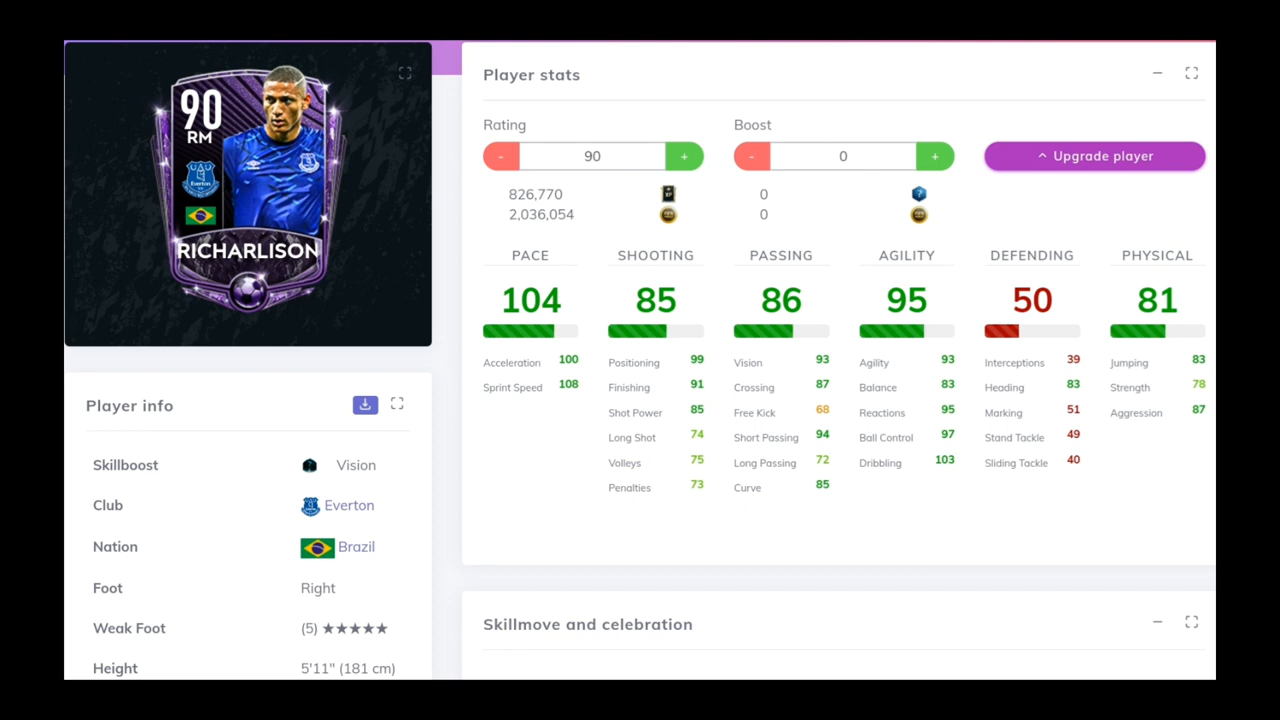 90
RM
Everton
RICHARLISON
Player info
Skillboost Vision
Club Everton
Nation Brazil
Foot Right
Weak Foot (5) ★★★★★
Height 5'11" (181 cm)
Player stats
Rating Boost
- 90 + - 0 + Upgrade player
826,770 0
2,036,054 0
PACE SHOOTING PASSING AGILITY DEFENDING PHYSICAL
104 85 86 95 50 81
Acceleration 100 Positioning 99 Vision 93 Agility 93 Interceptions 39 Jumping 83
Sprint Speed 108 Finishing 91 Crossing 87 Balance 83 Heading 83 Strength 78
Shot Power 85 Free Kick 68 Reactions 95 Marking 51 Aggression 87
Long Shot 74 Short Passing 94 Ball Control 97 Stand Tackle 49
Volleys 75 Long Passing 72 Dribbling 103 Sliding Tackle 40
Penalties 73 Curve 85
Skillmove and celebration